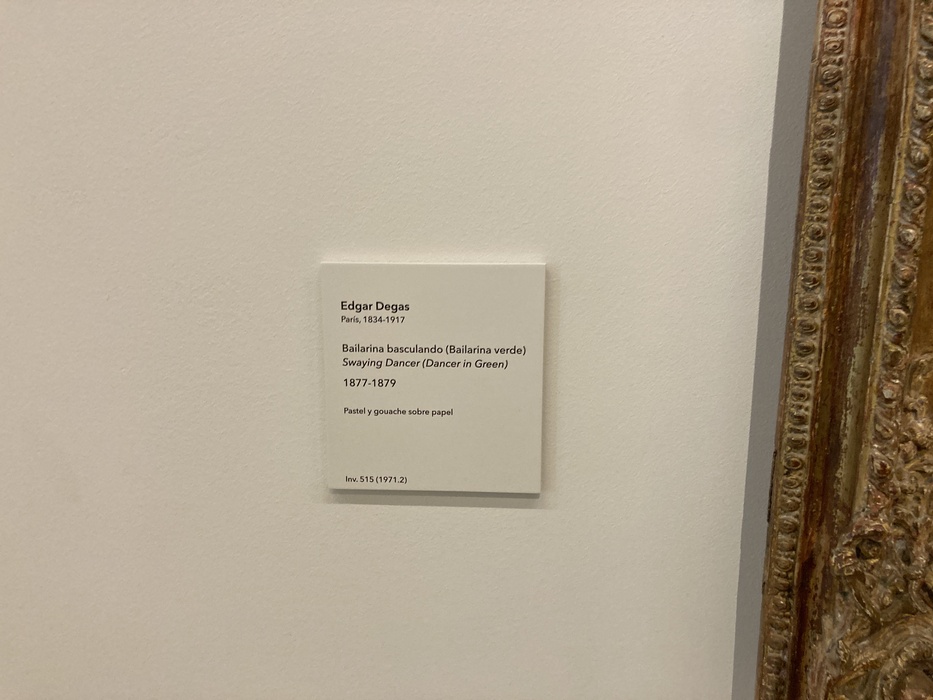 Edgar Degas
París, 1834-1917
Bailarina basculando (Bailarina verde)
Swaying Dancer (Dancer in Green)
1877-1879
Pastel y gouache sobre papel
Inv. 515 (1971.2)